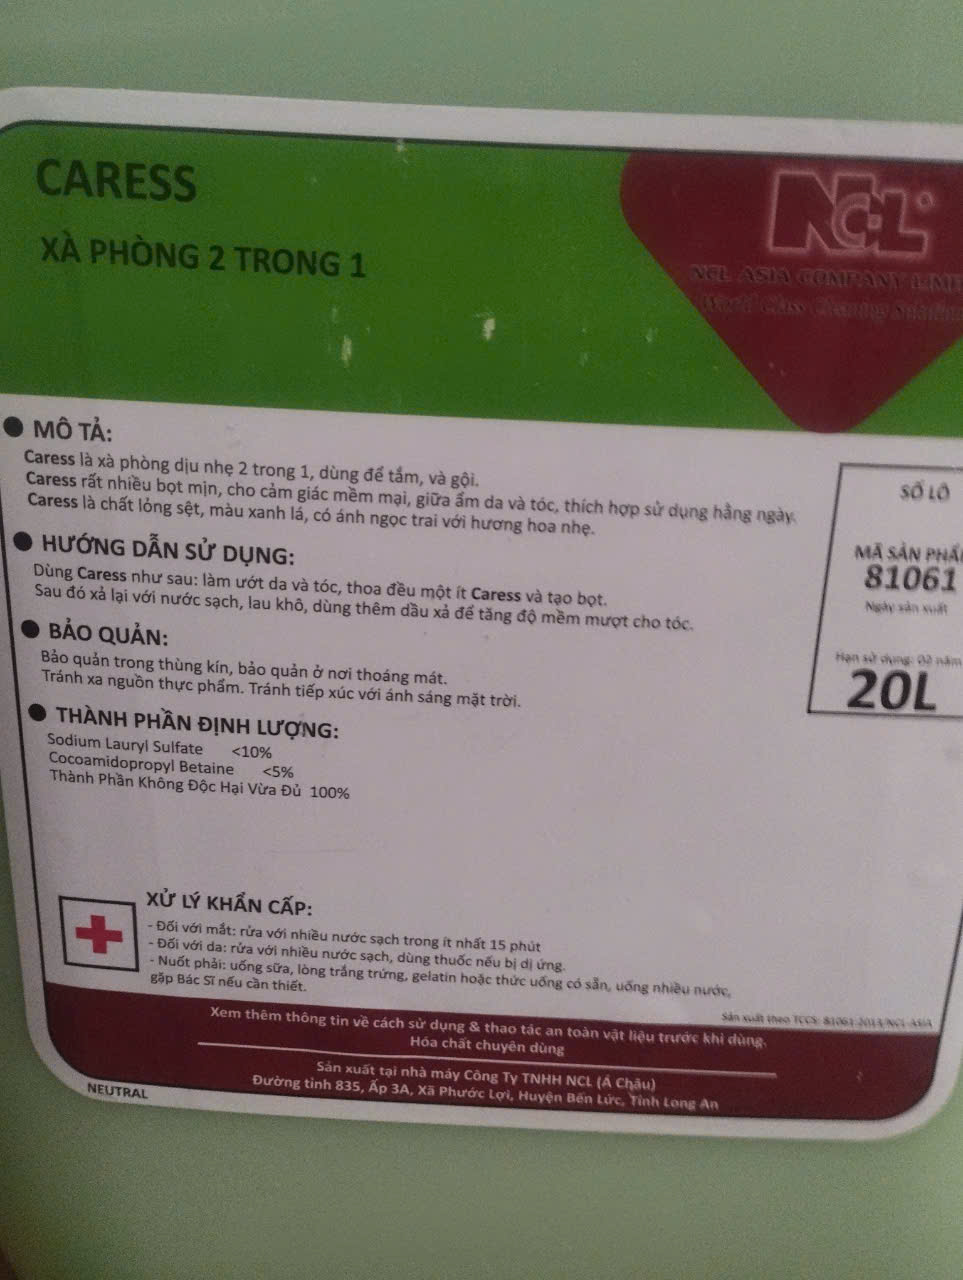 CARESS
XÀ PHÒNG 2 TRONG 1
NCL®
NCL ASIA COMPANY
World Class Cleaning
MÔ TẢ:
Caress là xà phòng dịu nhẹ 2 trong 1, dùng để tắm, và gội.
Caress rất nhiều bọt mịn, cho cảm giác mềm mại, giữa ẩm da và tóc, thích hợp sử dụng hằng ngày.
Caress là chất lỏng sệt, màu xanh lá, có ánh ngọc trai với hương hoa nhẹ.
HƯỚNG DẪN SỬ DỤNG:
Dùng Caress như sau: làm ướt da và tóc, thoa đều một ít Caress và tạo bọt.
Sau đó xả lại với nước sạch, lau khô, dùng thêm dầu xả để tăng độ mềm mượt cho tóc.
BẢO QUẢN:
Bảo quản trong thùng kín, bảo quản ở nơi thoáng mát.
Tránh xa nguồn thực phẩm. Tránh tiếp xúc với ánh sáng mặt trời.
THÀNH PHẦN ĐỊNH LƯỢNG:
Sodium Lauryl Sulfate <10%
Cocoamidopropyl Betaine <5%
Thành Phần Không Độc Hại Vừa Đủ 100%
SỐ LÔ
MÃ SẢN
81061
Ngày sản xuất
Hạn sử dụng: 02 năm
20L
XỬ LÝ KHẨN CẤP:
- Đối với mắt: rửa với nhiều nước sạch trong ít nhất 15 phút
- Đối với da: rửa với nhiều nước sạch, dùng thuốc nếu bị dị ứng.
- Nuốt phải: uống sữa, lòng trắng trứng, gelatin hoặc thức uống có sẵn, uống nhiều nước,
gặp Bác Sĩ nếu cần thiết.
Sản xuất theo TCCS: 81061:2013/NCL-ASIA
Xem thêm thông tin về cách sử dụng & thao tác an toàn vật liệu trước khi dùng.
Hóa chất chuyên dùng
Sản xuất tại nhà máy Công Ty TNHH NCL (Á Châu)
Đường tỉnh 835, Ấp 3A, Xã Phước Lợi, Huyện Bến Lức, Tỉnh Long An
NEUTRAL